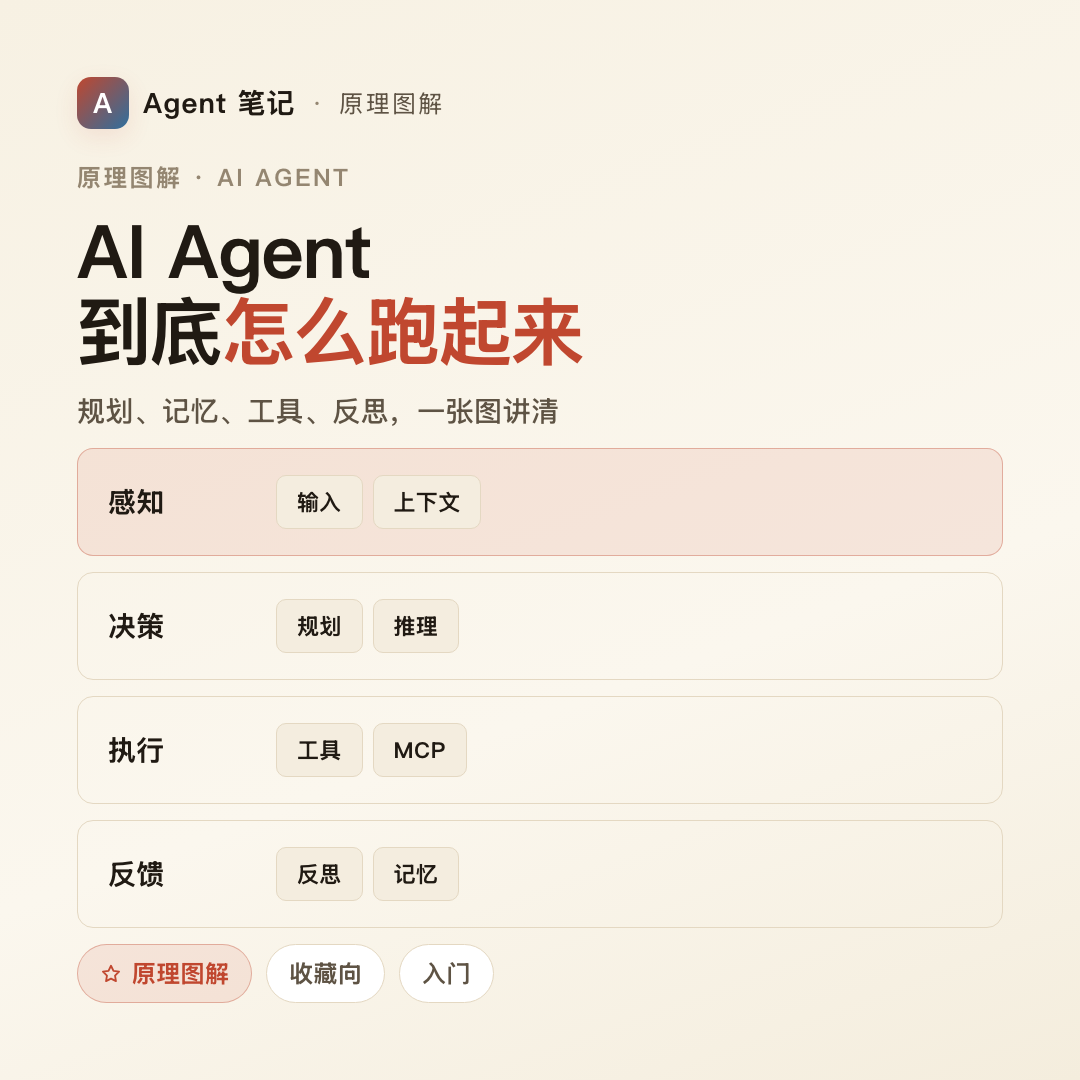 A Agent 笔记 · 原理图解
原理图解 · AI AGENT
AI Agent
到底怎么跑起来
规划、记忆、工具、反思，一张图讲清
感知 输入 上下文
决策 规划 推理
执行 工具 MCP
反馈 反思 记忆
原理图解 收藏向 入门